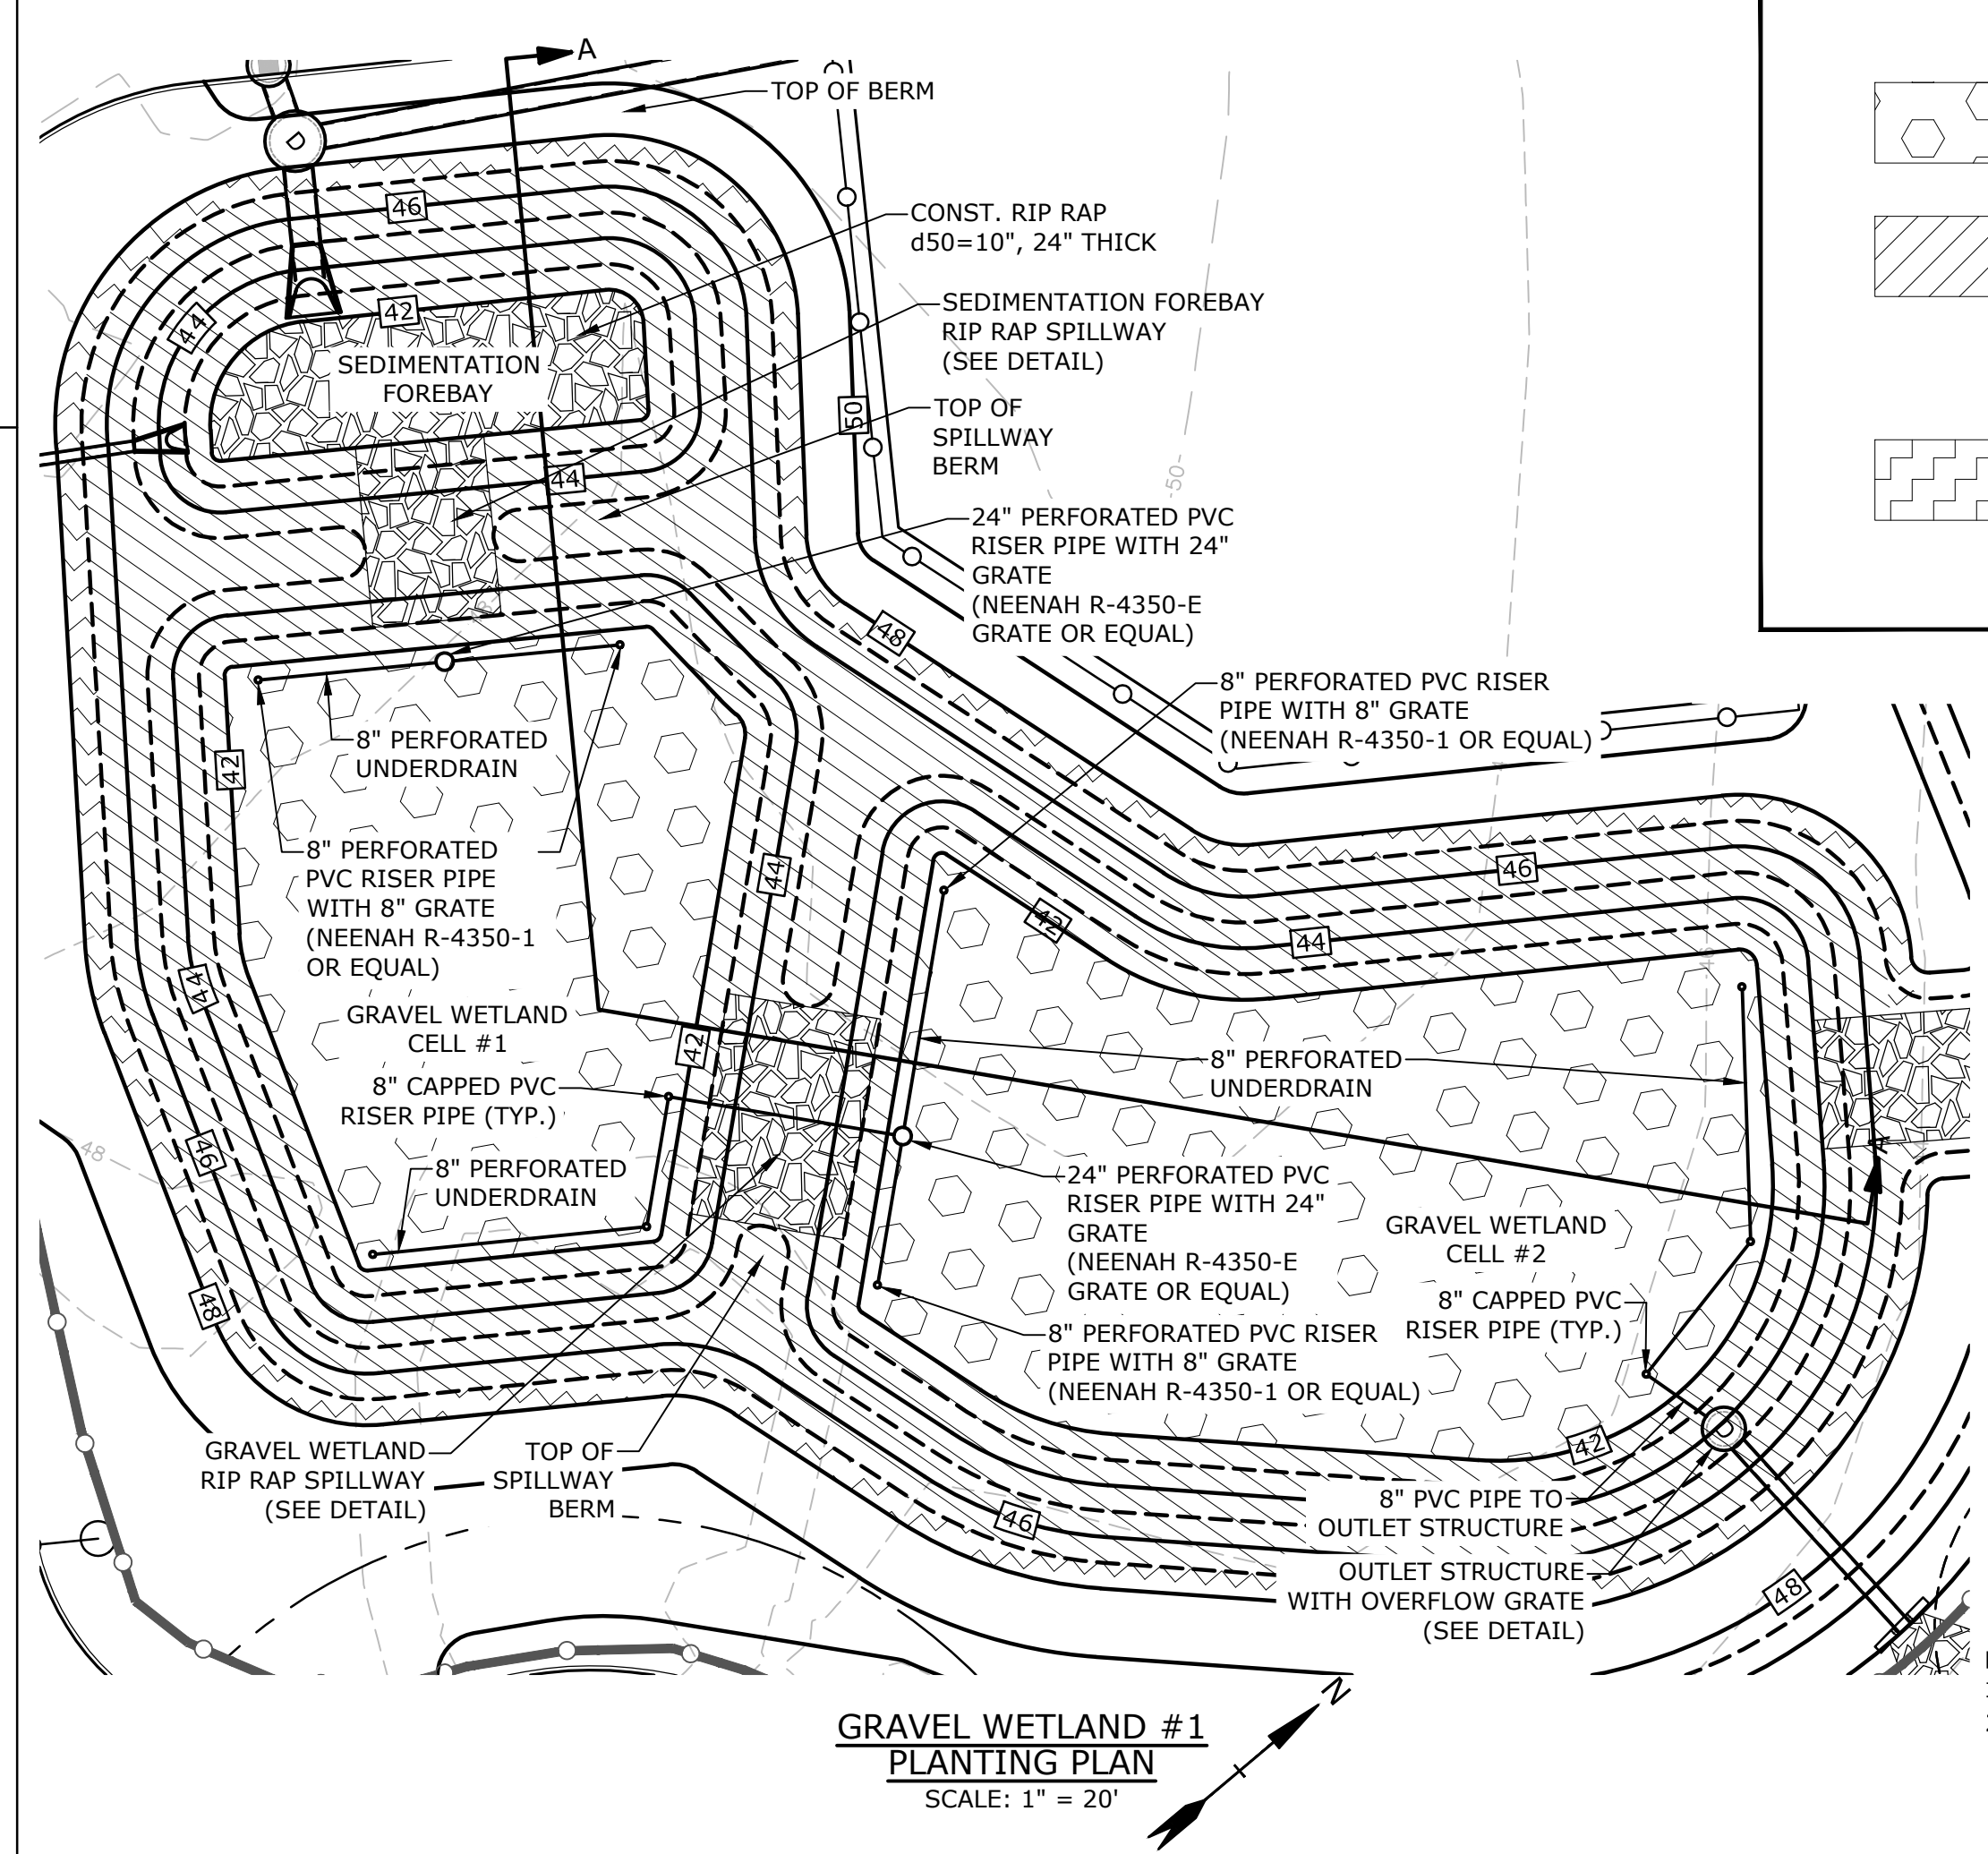 A
TOP OF BERM
D
46
CONST. RIP RAP
d50=10", 24" THICK
42
44
SEDIMENTATION FOREBAY
RIP RAP SPILLWAY
(SEE DETAIL)
SEDIMENTATION
FOREBAY
50
TOP OF
SPILLWAY
BERM
44
-50-
24" PERFORATED PVC
RISER PIPE WITH 24"
GRATE
(NEENAH R-4350-E
GRATE OR EQUAL)
48
8" PERFORATED PVC RISER
PIPE WITH 8" GRATE
(NEENAH R-4350-1 OR EQUAL)
8" PERFORATED
UNDERDRAIN
42
8" PERFORATED
PVC RISER PIPE
WITH 8" GRATE
(NEENAH R-4350-1
OR EQUAL)
44
46
42
44
44
GRAVEL WETLAND
CELL #1
42
8" PERFORATED
UNDERDRAIN
8" CAPPED PVC
RISER PIPE (TYP.)
A
48
46
8" PERFORATED
UNDERDRAIN
24" PERFORATED PVC
RISER PIPE WITH 24"
GRATE
(NEENAH R-4350-E
GRATE OR EQUAL)
GRAVEL WETLAND
CELL #2
48
8" CAPPED PVC
RISER PIPE (TYP.)
8" PERFORATED PVC RISER
PIPE WITH 8" GRATE
(NEENAH R-4350-1 OR EQUAL)
42
D
GRAVEL WETLAND
RIP RAP SPILLWAY
(SEE DETAIL)
TOP OF
SPILLWAY
BERM
46
8" PVC PIPE TO
OUTLET STRUCTURE
OUTLET STRUCTURE
WITH OVERFLOW GRATE
(SEE DETAIL)
48
N
GRAVEL WETLAND #1
PLANTING PLAN
SCALE: 1" = 20'